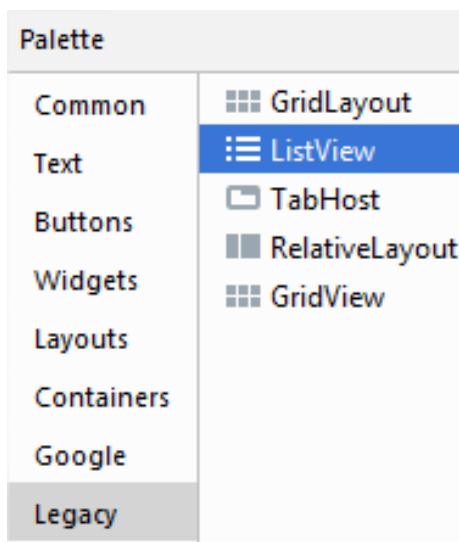 Palette
Common
Text
Buttons
Widgets
Layouts
Containers
Google
Legacy
GridLayout
ListView
TabHost
RelativeLayout
GridView